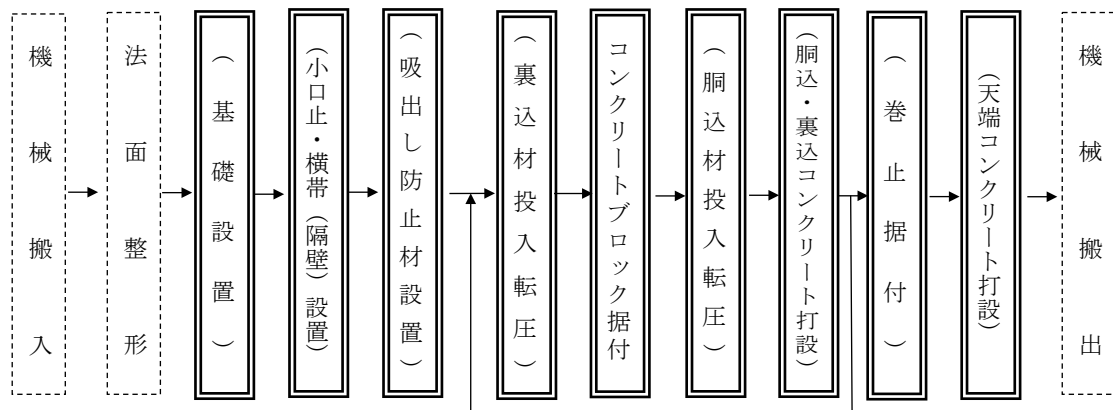 機械搬入
法面整形
（基礎設置）
（小口止・横帯（隔壁）設置）
（吸出し防止材設置）
（裏込材投入転圧）
コンクリートブロック据付
（胴込材投入転圧）
（胴込・裏込コンクリート打設）
（巻止据付）
（天端コンクリート打設）
機械搬出